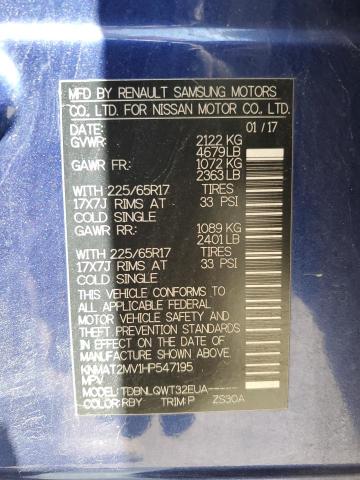 MFD BY RENAULT SAMSUNG MOTORS
CO., LTD. FOR NISSAN MOTOR CO., LTD.
DATE: 01/17
GVWR: 2122 KG
4679LB
GAWR FR: 1072 KG
2363LB
WITH 225/65R17 TIRES
17X7J RIMS AT 33 PSI
COLD SINGLE
GAWR RR: 1089 KG
2401LB
WITH 225/65R17 TIRES
17X7J RIMS AT 33 PSI
COLD SINGLE
THIS VEHICLE CONFORMS TO
ALL APPLICABLE FEDERAL
MOTOR VEHICLE SAFETY AND
THEFT PREVENTION STANDARDS
IN EFFECT ON THE DATE OF
MANUFACTURE SHOWN ABOVE.
KNMAT2MV1HP547195
MPV
MODEL: TDBNLQWT32EUA------
COLOR:RBY TRIM:P ZS30A